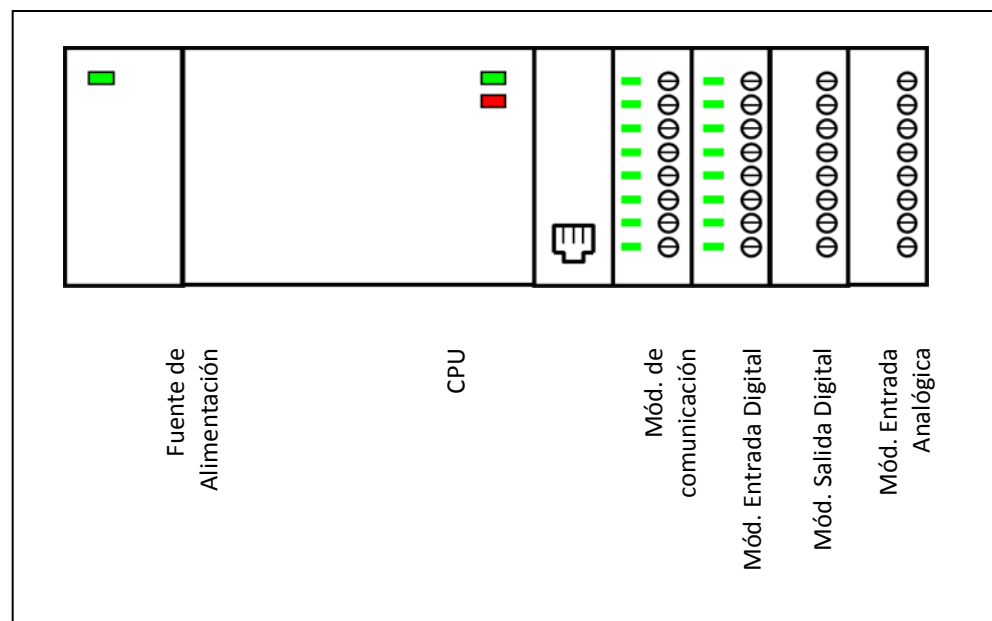 Fuente de
Alimentación
CPU
Mód. de
comunicación
Mód. Entrada Digital
Mód. Salida Digital
Mód. Entrada
Analógica